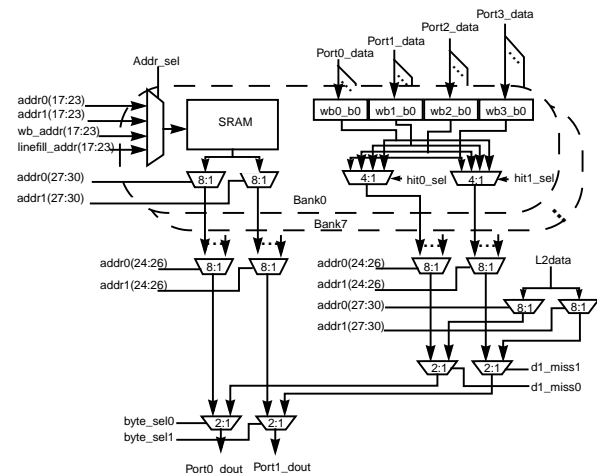 Port3_data
Port2_data
Port1_data
Port0_data
Addr_sel
addr0(17:23)
addr1(17:23)
wb_addr(17:23)
linefill_addr(17:23)
SRAM
wb0_b0 wb1_b0 wb2_b0 wb3_b0
addr0(27:30)
8:1 8:1
4:1 hit0_sel 4:1 hit1_sel
addr1(27:30)
Bank0
Bank7
addr0(24:26) 8:1 8:1
addr0(24:26) 8:1 8:1
L2data
addr1(24:26)
addr1(24:26)
addr0(27:30) 8:1 8:1
addr1(27:30)
2:1 2:1 d1_miss1
d1_miss0
byte_sel0 2:1 2:1
byte_sel1
Port0_dout Port1_dout